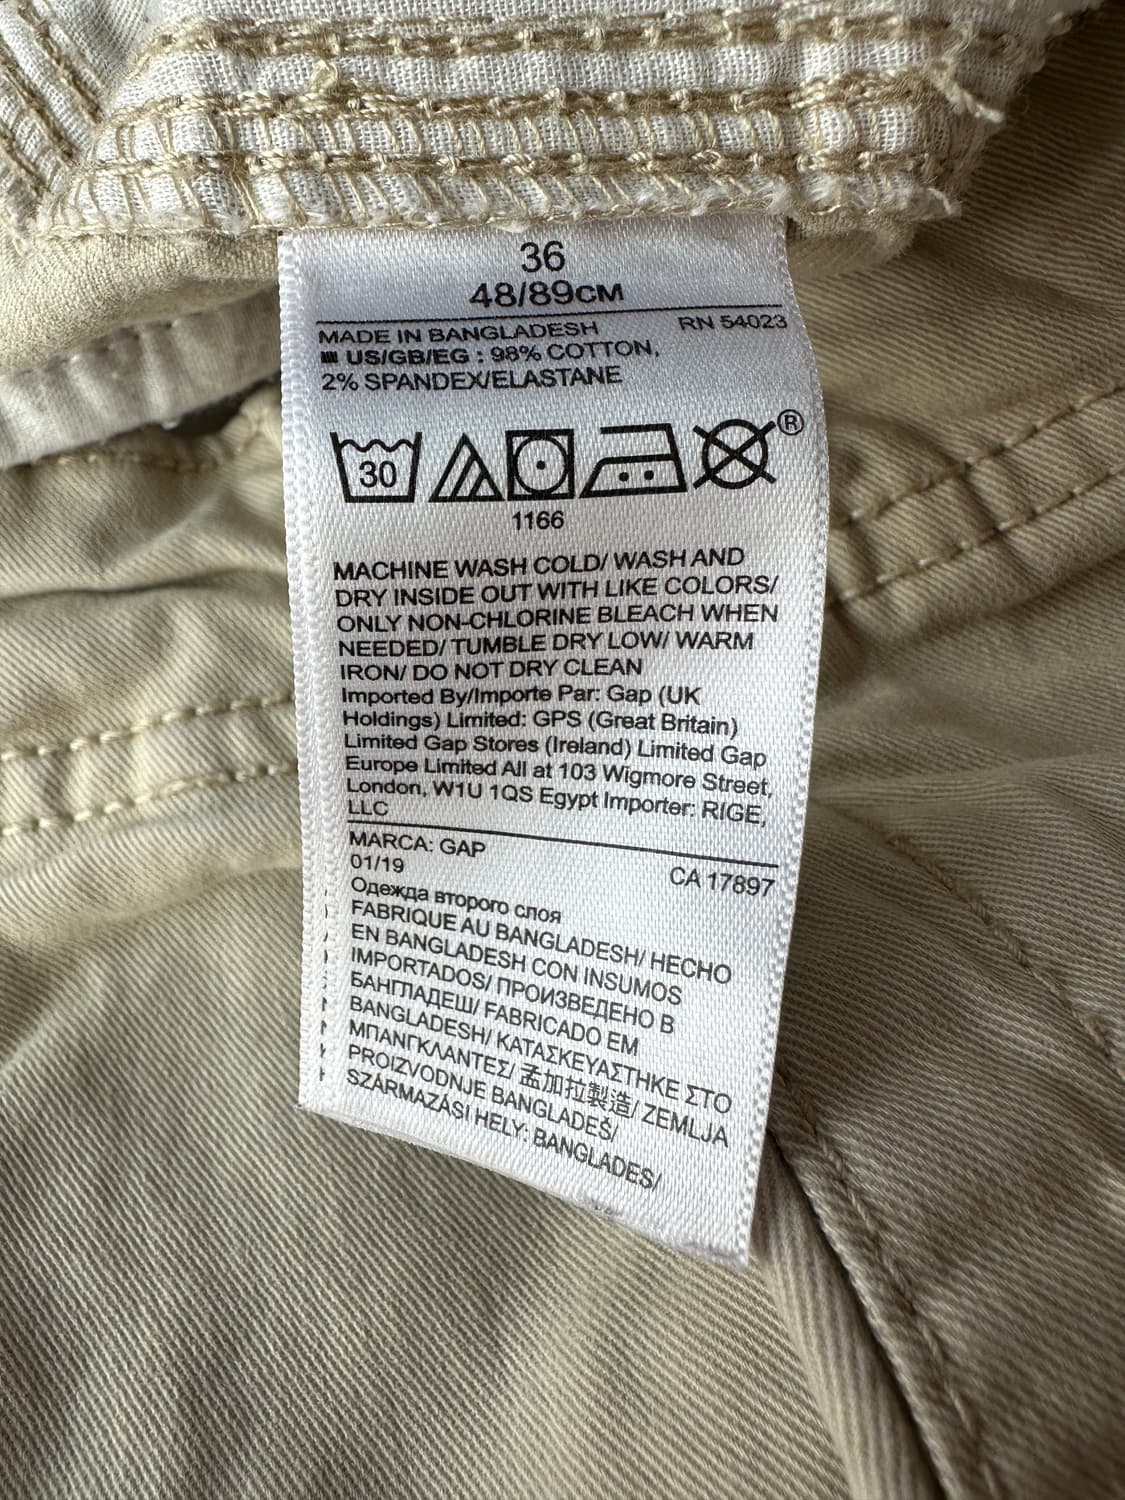 36
48/89CM
MADE IN BANGLADESH RN 54023
US/GB/EG : 98% COTTON,
2% SPANDEX/ELASTANE
30 ®
1166
MACHINE WASH COLD/ WASH AND
DRY INSIDE OUT WITH LIKE COLORS/
ONLY NON-CHLORINE BLEACH WHEN
NEEDED/ TUMBLE DRY LOW/ WARM
IRON/ DO NOT DRY CLEAN
Imported By/Importe Par: Gap (UK
Holdings) Limited: GPS (Great Britain)
Limited Gap Stores (Ireland) Limited Gap
Europe Limited All at 103 Wigmore Street,
London, W1U 1QS Egypt Importer: RIGE,
LLC
MARCA: GAP
01/19 CA 17897
Одежда второго слоя
FABRIQUE AU BANGLADESH/ HECHO
EN BANGLADESH CON INSUMOS
IMPORTADOS/ ПРОИЗВЕДЕНО В
БАНГЛАДЕШ/ FABRICADO EM
BANGLADESH/ ΚΑΤΑΣΚΕΥΑΣΤΗΚΕ ΣΤΟ
ΜΠΑΝΓΚΛΑΝΤΕΣ/ 孟加拉製造/ ZEMLJA
PROIZVODNJE BANGLADEŠ/
SZÁRMAZÁSI HELY: BANGLADES/